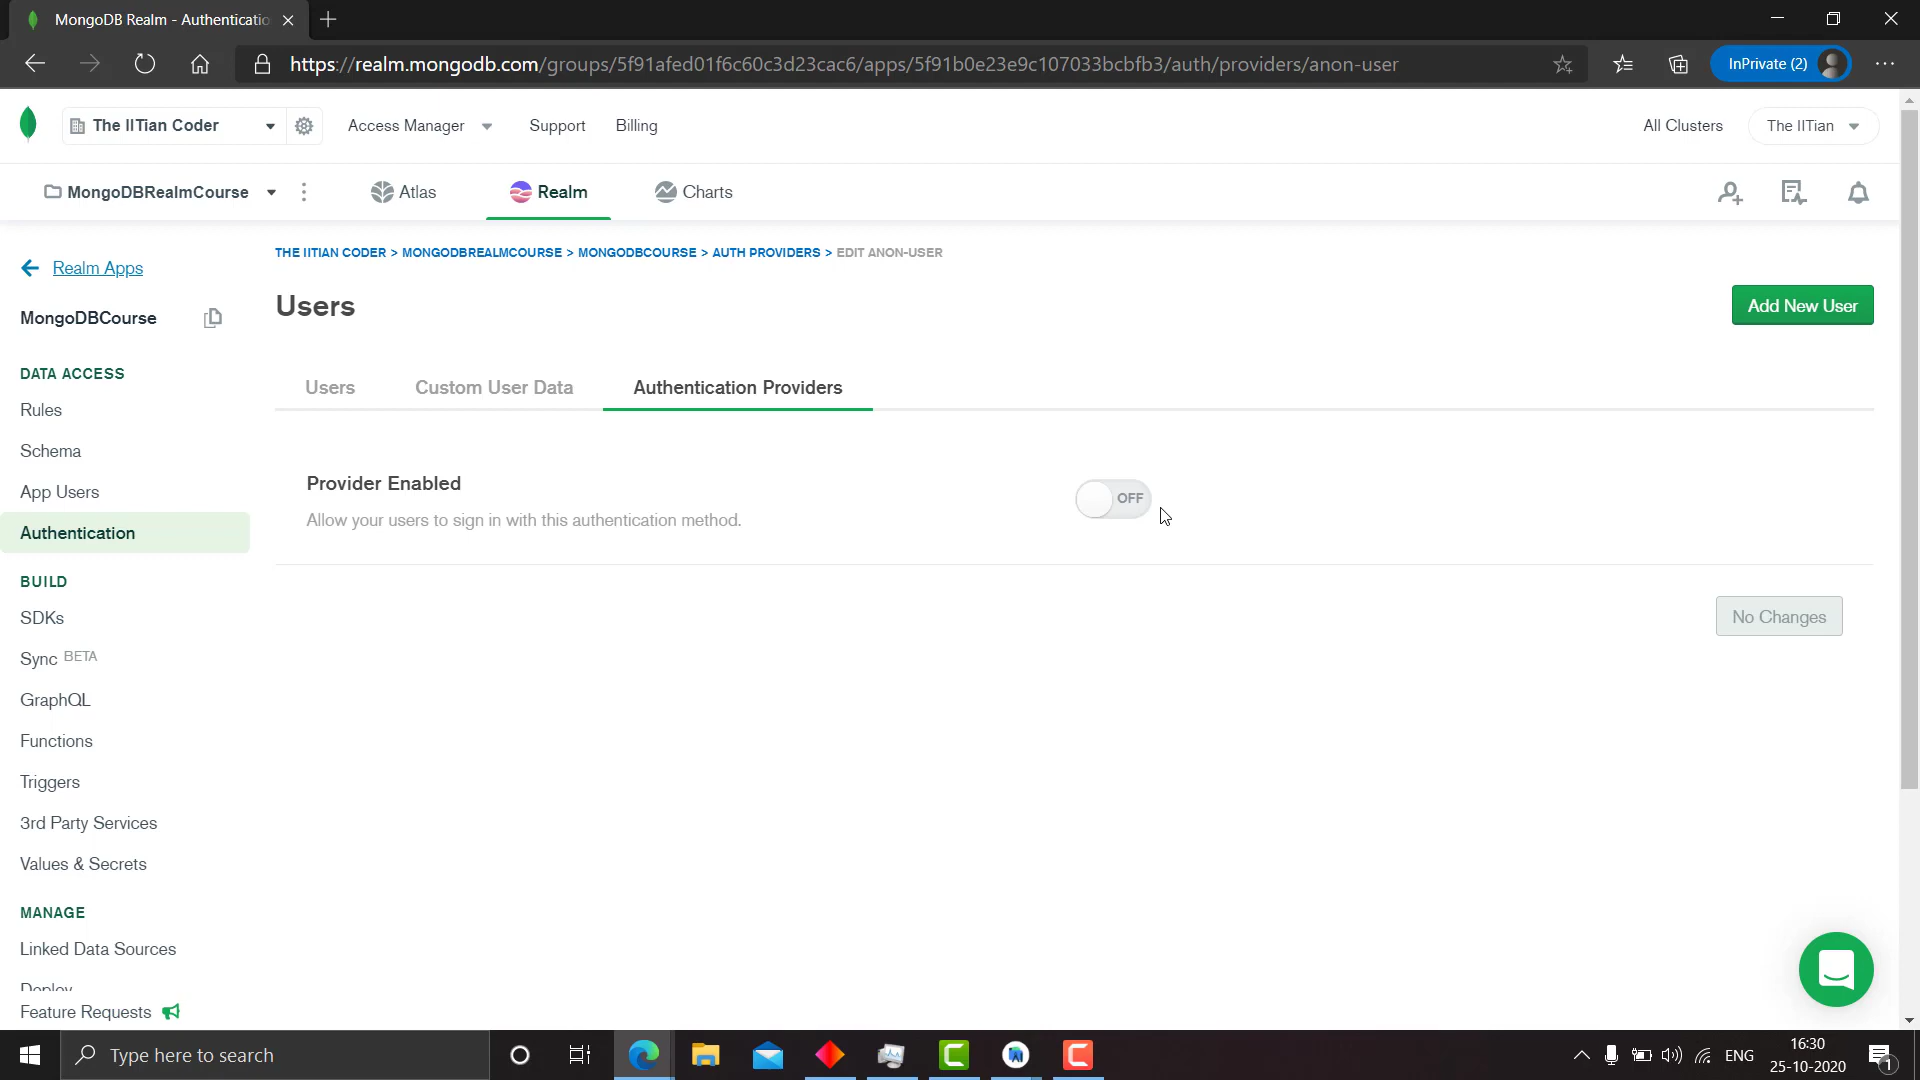 MongoDB Realm - Authenticatio
https://realm.mongodb.com/groups/5f91afed01f6c60c3d23cac6/apps/5f91b0e23e9c107033bcbfb3/auth/providers/anon-user
InPrivate (2)
The IITian Coder
Access Manager
Support
Billing
All Clusters
The IITian
MongoDBRealmCourse
Atlas
Realm
Charts
THE IITIAN CODER > MONGODBREALMCOURSE > MONGODBCOURSE > AUTH PROVIDERS > EDIT ANON-USER
Realm Apps
Users
Add New User
MongoDBCourse
DATA ACCESS
Rules
Schema
App Users
Authentication
BUILD
SDKs
Sync BETA
GraphQL
Functions
Triggers
3rd Party Services
Values & Secrets
MANAGE
Linked Data Sources
Deploy
Feature Requests
Users
Custom User Data
Authentication Providers
Provider Enabled
OFF
Allow your users to sign in with this authentication method.
No Changes
Type here to search
ENG
16:30
25-10-2020
1